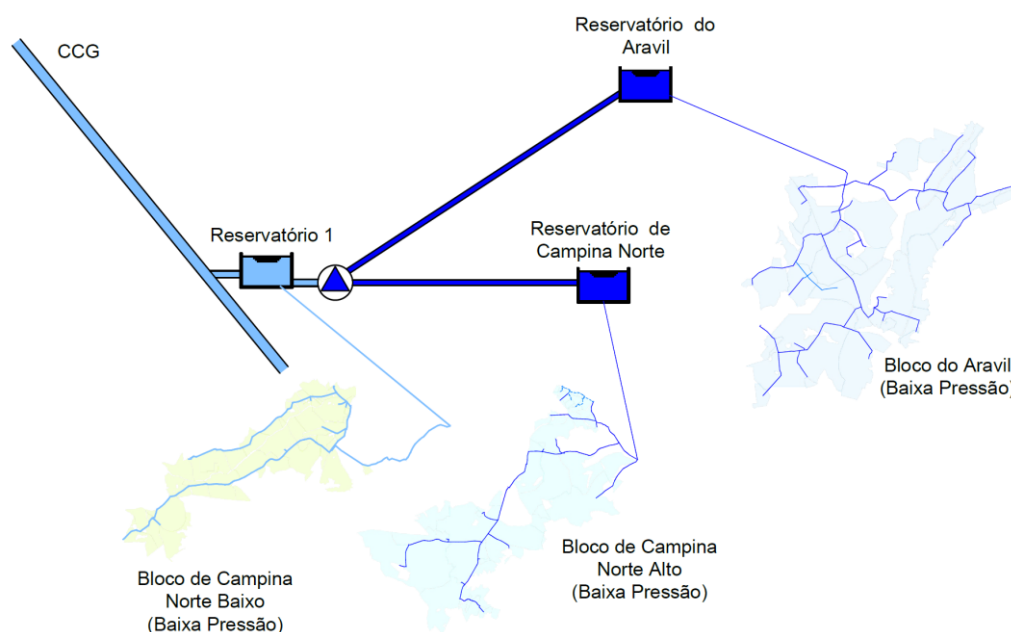 Reservatório do
Aravil
CCG
Reservatório 1
Reservatório de
Campina Norte
Bloco do Aravil
(Baixa Pressão)
Bloco de Campina
Norte Baixo
(Baixa Pressão)
Bloco de Campina
Norte Alto
(Baixa Pressão)